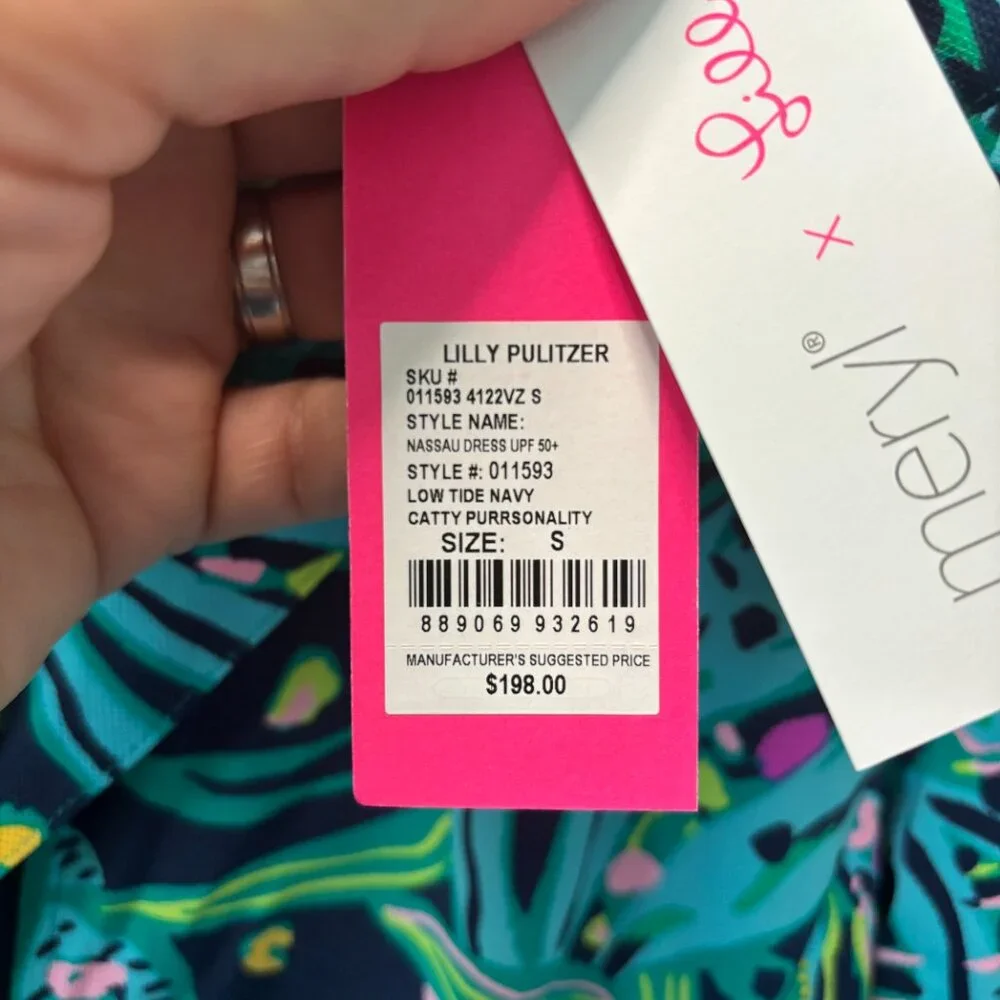 LILLY PULITZER
SKU #
011593 4122VZ S
STYLE NAME:
NASSAU DRESS UPF 50+
STYLE #: 011593
LOW TIDE NAVY
CATTY PURRSONALITY
SIZE: S
889069 932619
MANUFACTURER'S SUGGESTED PRICE
$198.00
x
meryl®